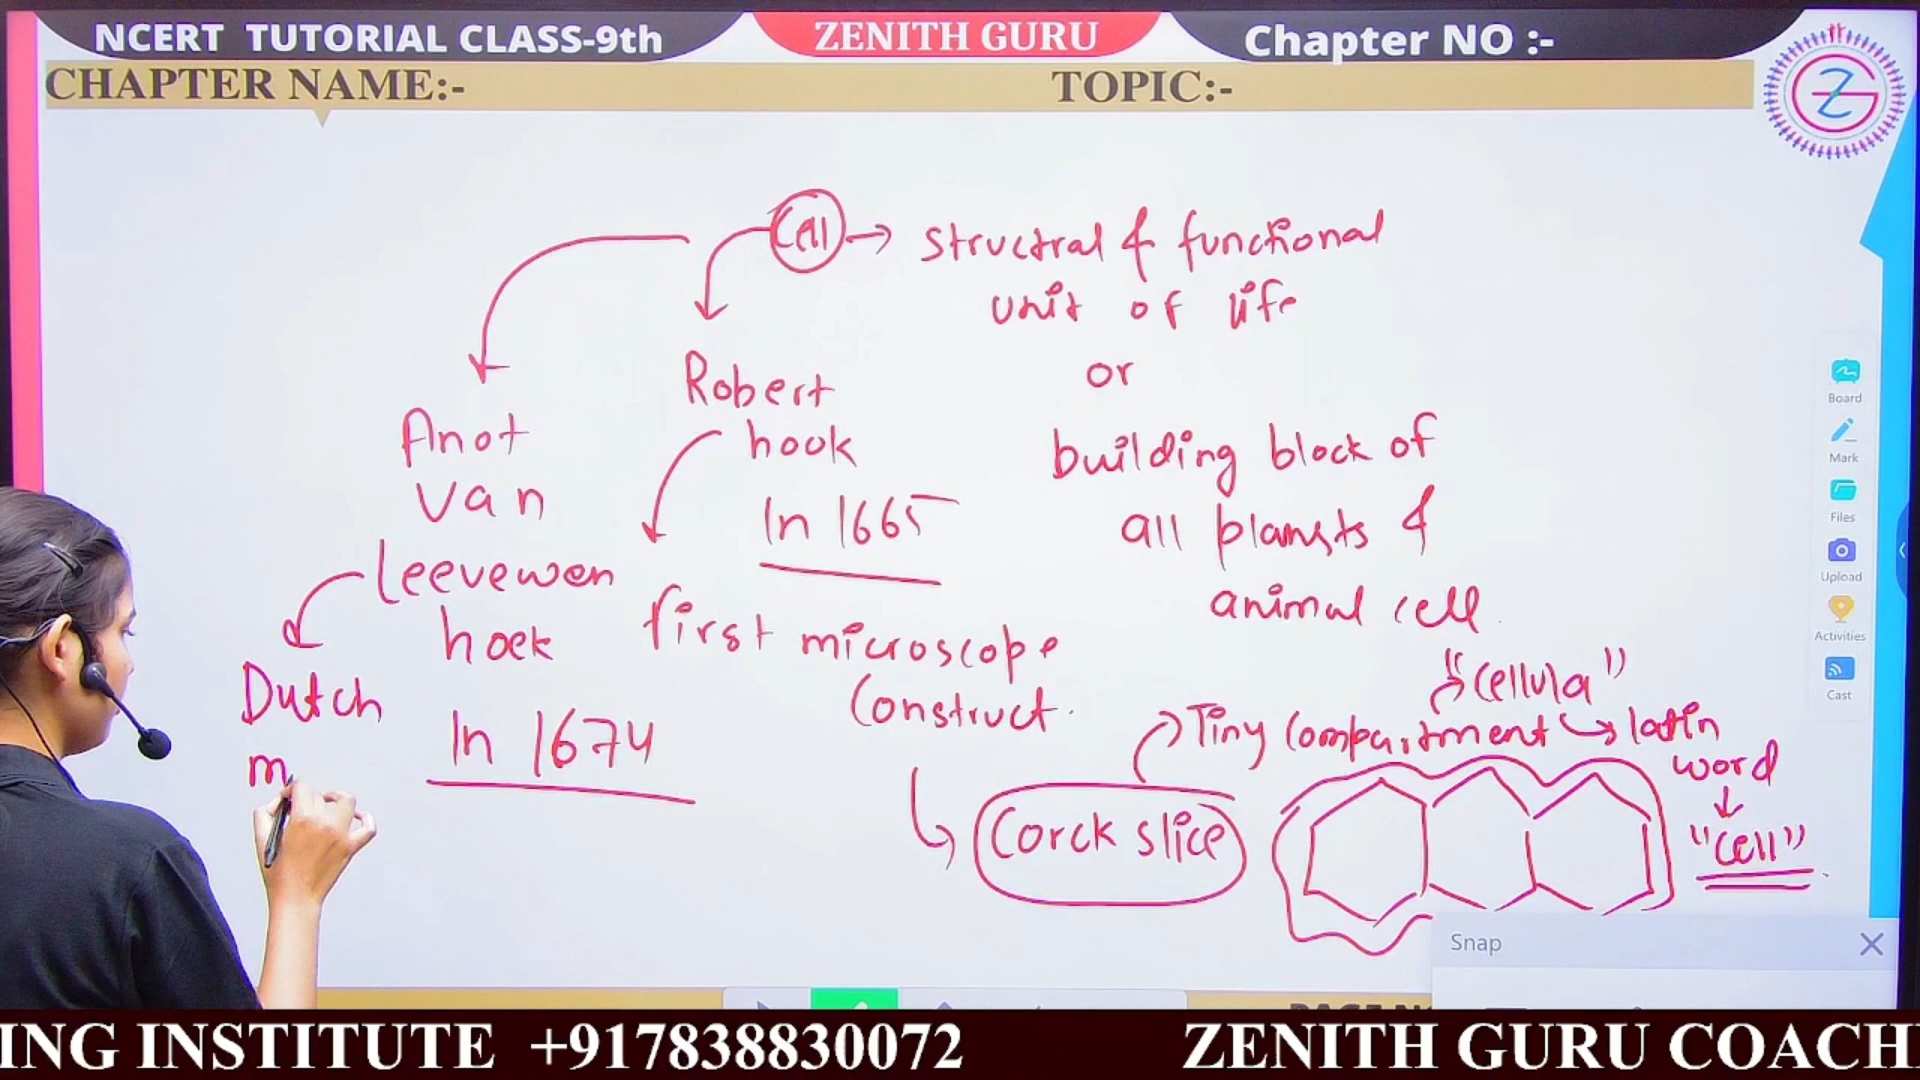 NCERT TUTORIAL CLASS-9th
ZENITH GURU
Chapter NO :-
CHAPTER NAME:-
TOPIC:-
Cell → structral & functional
unit of life
or
building block of
all planststs &
animal cell.
Robert
hook
In 1665
first microscope
Construct.
Anot
van
Leevewen
hoek
In 1674
Dutch
m
Corck slice
Tiny Compartment → latin
word
"Cellula"
"Cell"
Board
Mark
Files
Upload
Activities
Cast
Snap
ING INSTITUTE +917838830072
ZENITH GURU COACHI